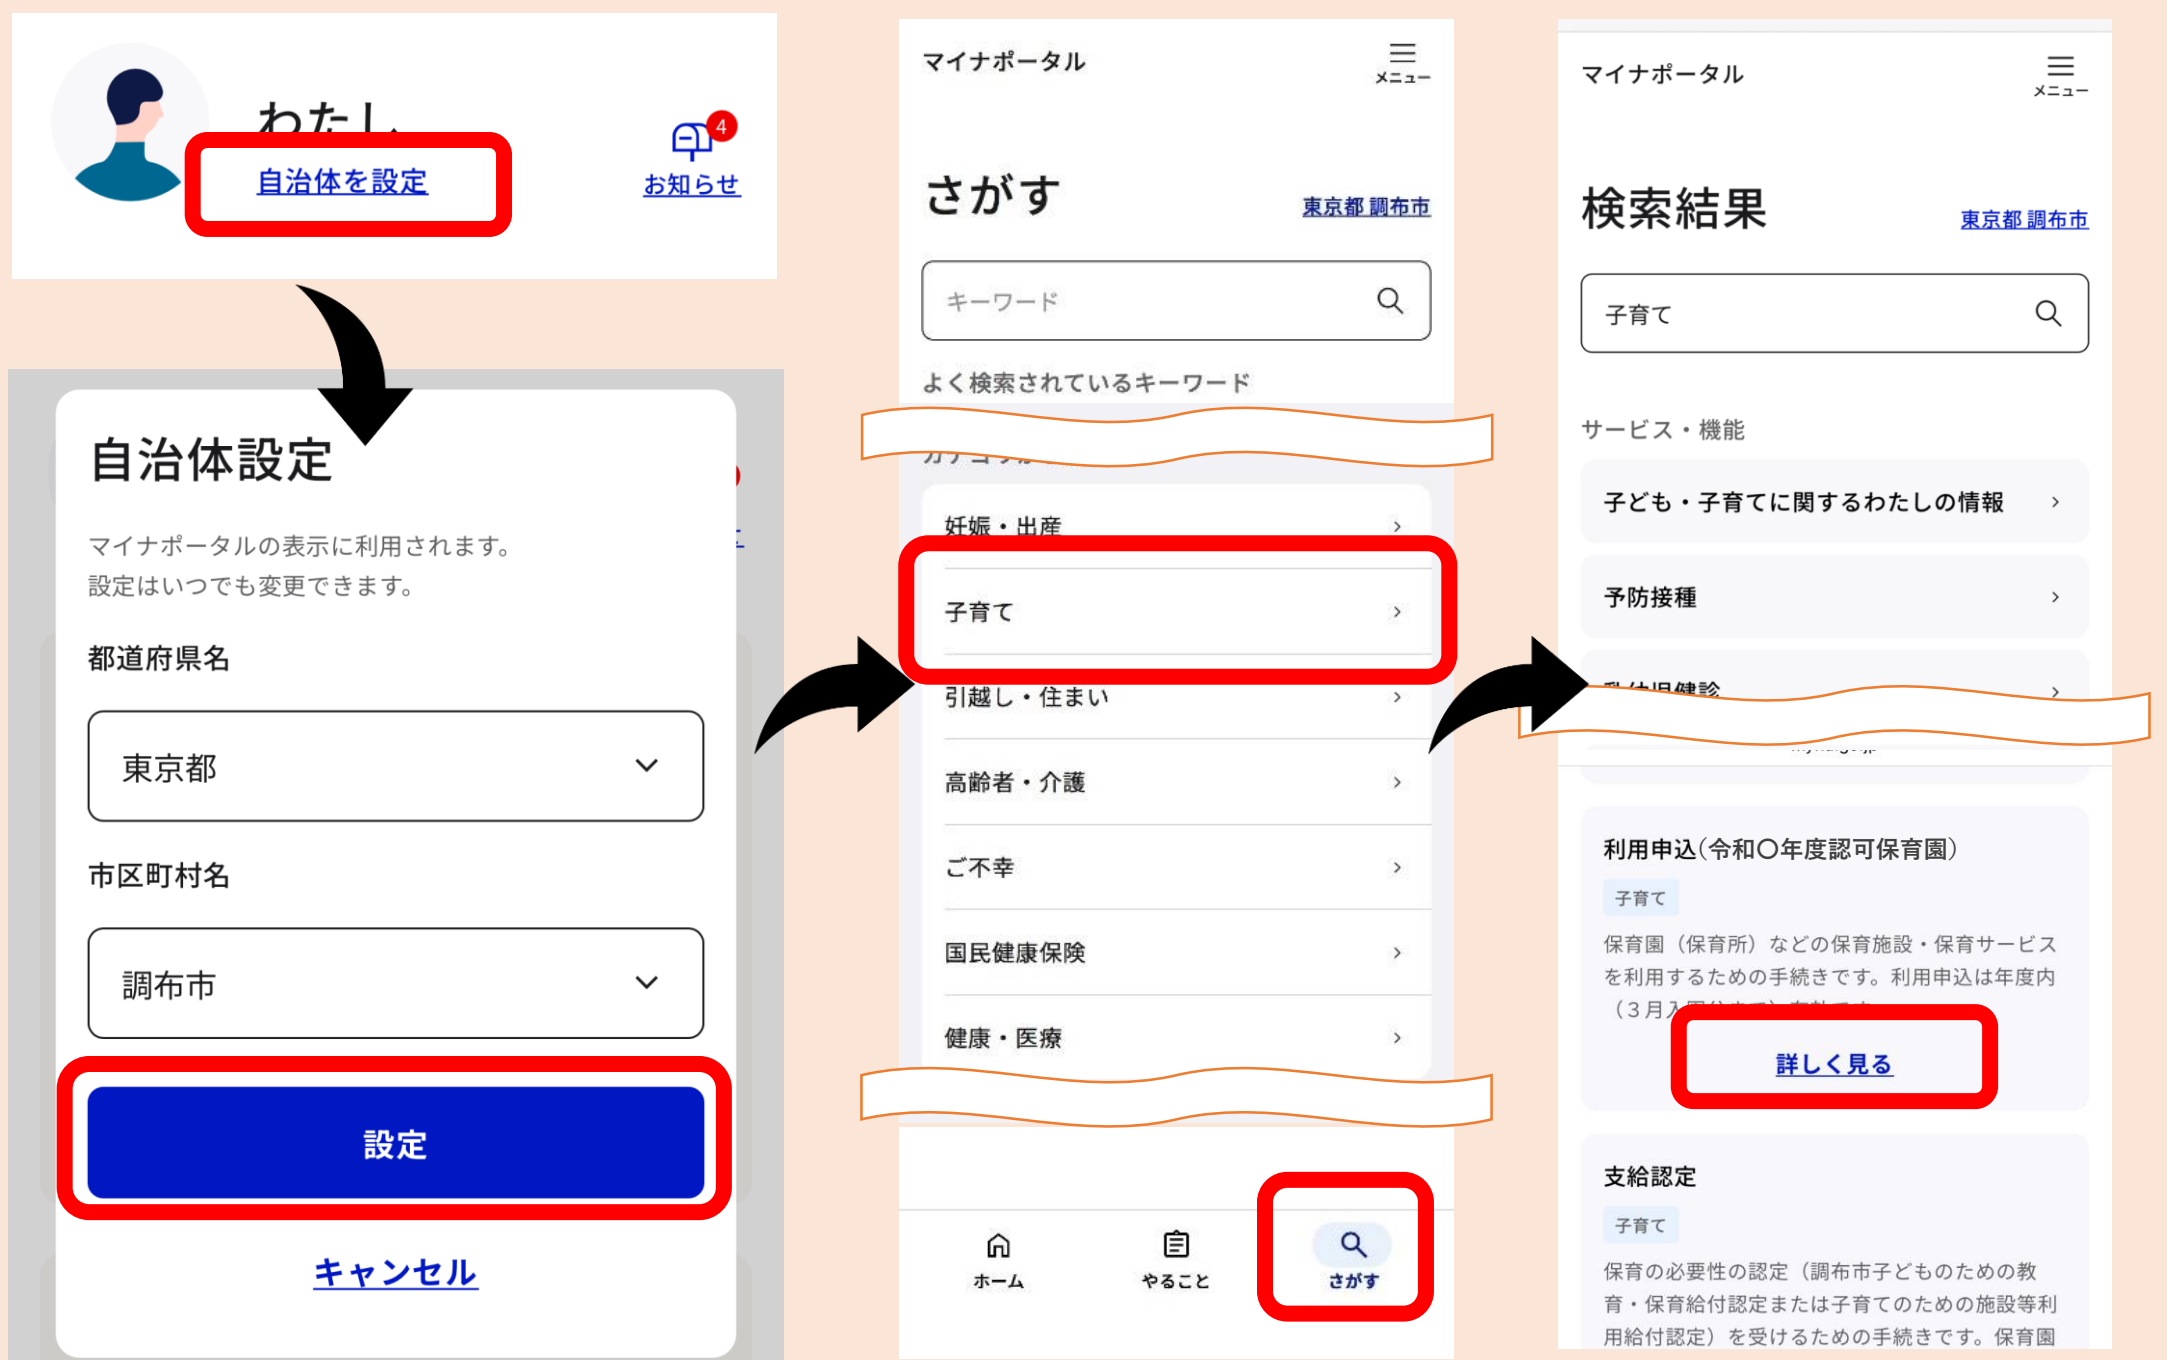 わたし
自治体を設定
4
お知らせ
自治体設定
マイナポータルの表示に利用されます。
設定はいつでも変更できます。
都道府県名
東京都
市区町村名
調布市
設定
キャンセル
マイナポータル
メニュー
さがす
東京都 調布市
キーワード
よく検索されているキーワード
妊娠・出産
子育て
引越し・住まい
高齢者・介護
ご不幸
国民健康保険
健康・医療
ホーム
やること
さがす
マイナポータル
メニュー
検索結果
東京都 調布市
子育て
サービス・機能
子ども・子育てに関するわたしの情報
予防接種
乳幼児健診
利用申込(令和〇年度認可保育園)
子育て
保育園（保育所）などの保育施設・保育サービス
を利用するための手続きです。利用申込は年度内
（３月入
詳しく見る
支給認定
子育て
保育の必要性の認定（調布市子どものための教
育・保育給付認定または子育てのための施設等利
用給付認定）を受けるための手続きです。保育園